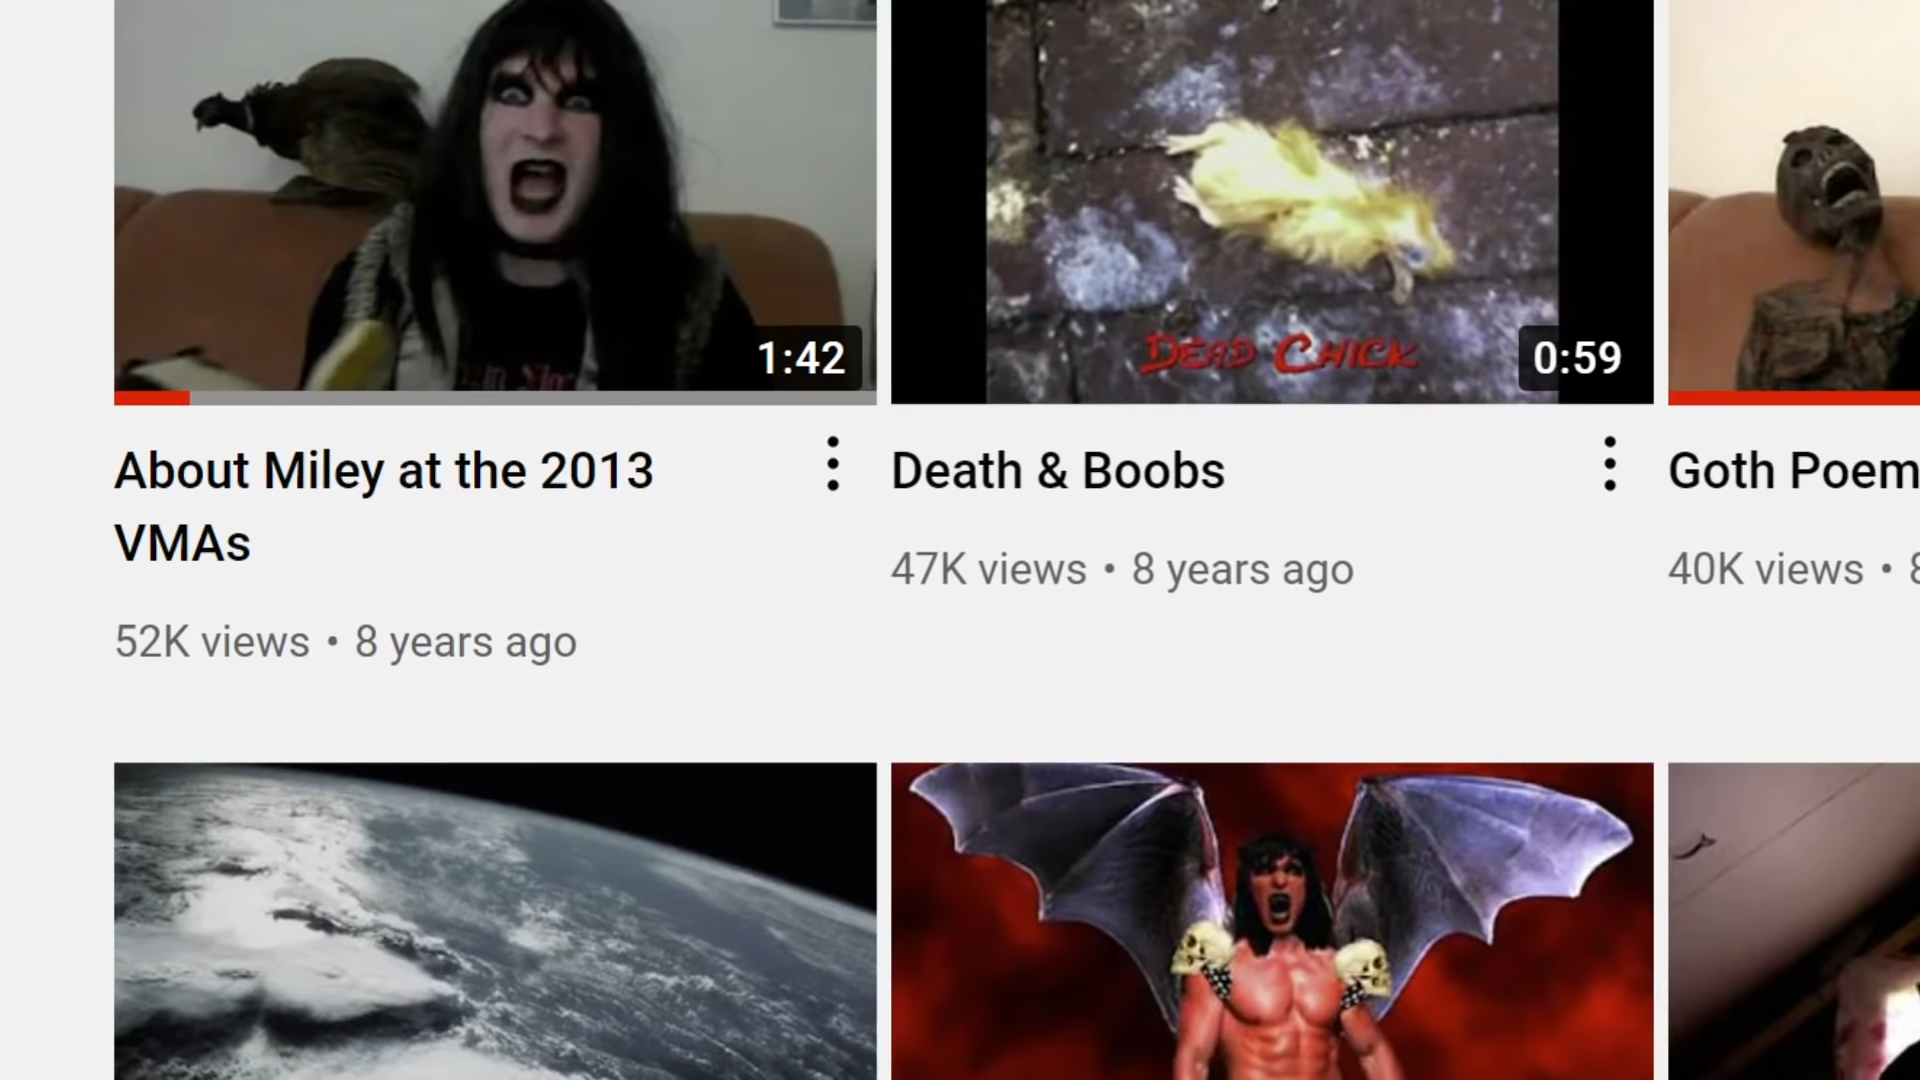 1:42
DEAD CHICK
0:59
About Miley at the 2013
VMAs
52K views • 8 years ago
Death & Boobs
47K views • 8 years ago
Goth Poem
40K views • 8